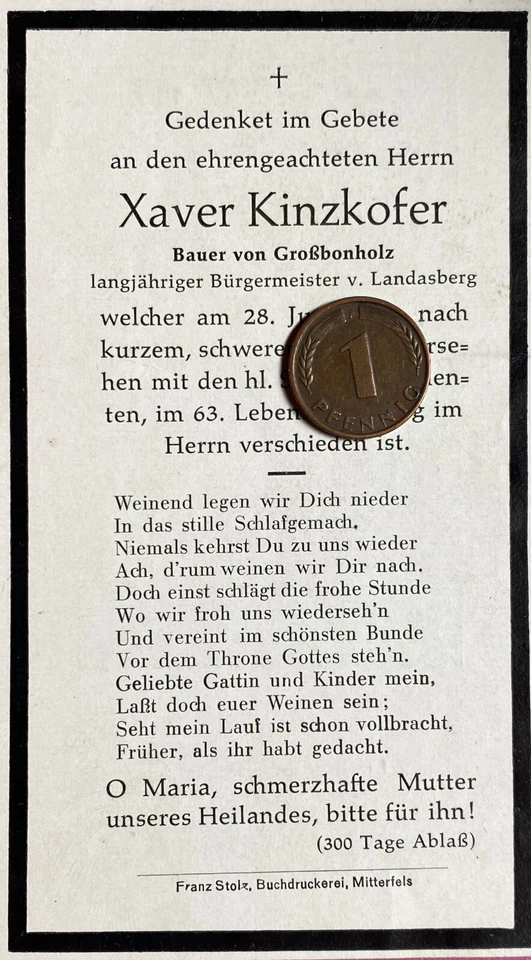 Gedenket im Gebete
an den ehrengeachteten Herrn
Xaver Kinzkofer
Bauer von Großbonholz
langjähriger Bürgermeister v. Landasberg
welcher am 28. nach
kurzem, rse=
hen mit den hl. en=
ten, im 63. im
Herrn verschieden ist.
1
PFENNIG
Weinend legen wir Dich nieder
In das stille Schlafgemach,
Niemals kehrst Du zu uns wieder
Ach, d'rum weinen wir Dir nach.
Doch einst schlägt die frohe Stunde
Wo wir froh uns wiederseh'n
Und vereint im schönsten Bunde
Vor dem Throne Gottes steh'n.
Geliebte Gattin und Kinder mein,
Laßt doch euer Weinen sein;
Seht mein Lauf ist schon vollbracht,
Früher, als ihr habt gedacht.
O Maria, schmerzhafte Mutter
unseres Heilandes, bitte für ihn!
(300 Tage Ablaß)
Franz Stolz, Buchdruckerei, Mitterfels